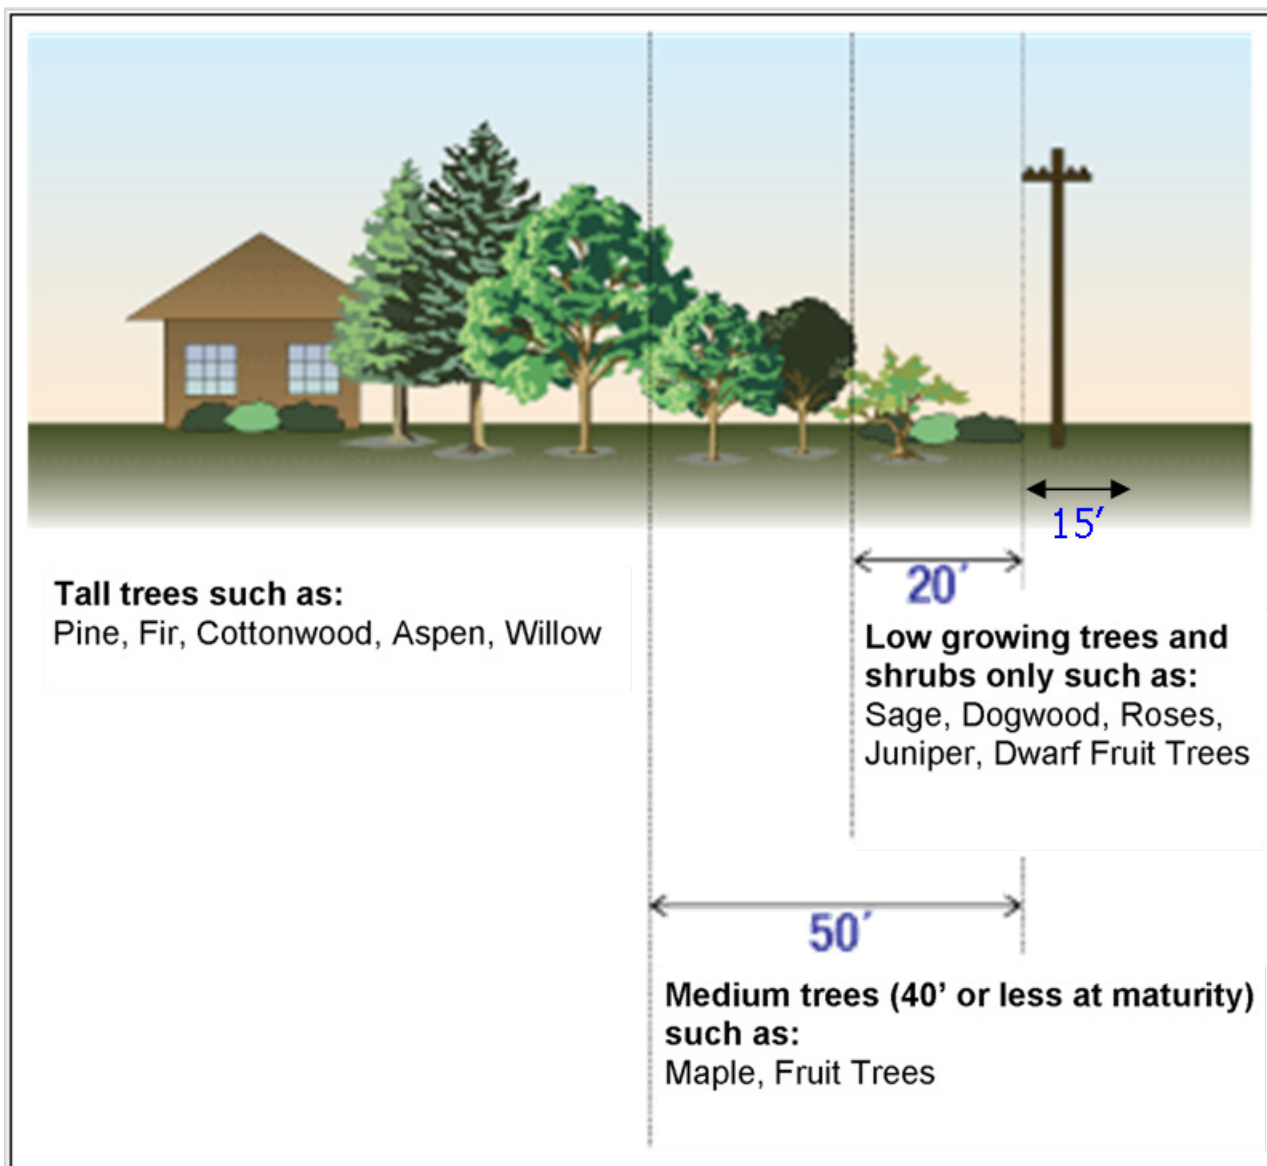 15′
20′
Tall trees such as:
Pine, Fir, Cottonwood, Aspen, Willow
Low growing trees and
shrubs only such as:
Sage, Dogwood, Roses,
Juniper, Dwarf Fruit Trees
50′
Medium trees (40’ or less at maturity)
such as:
Maple, Fruit Trees